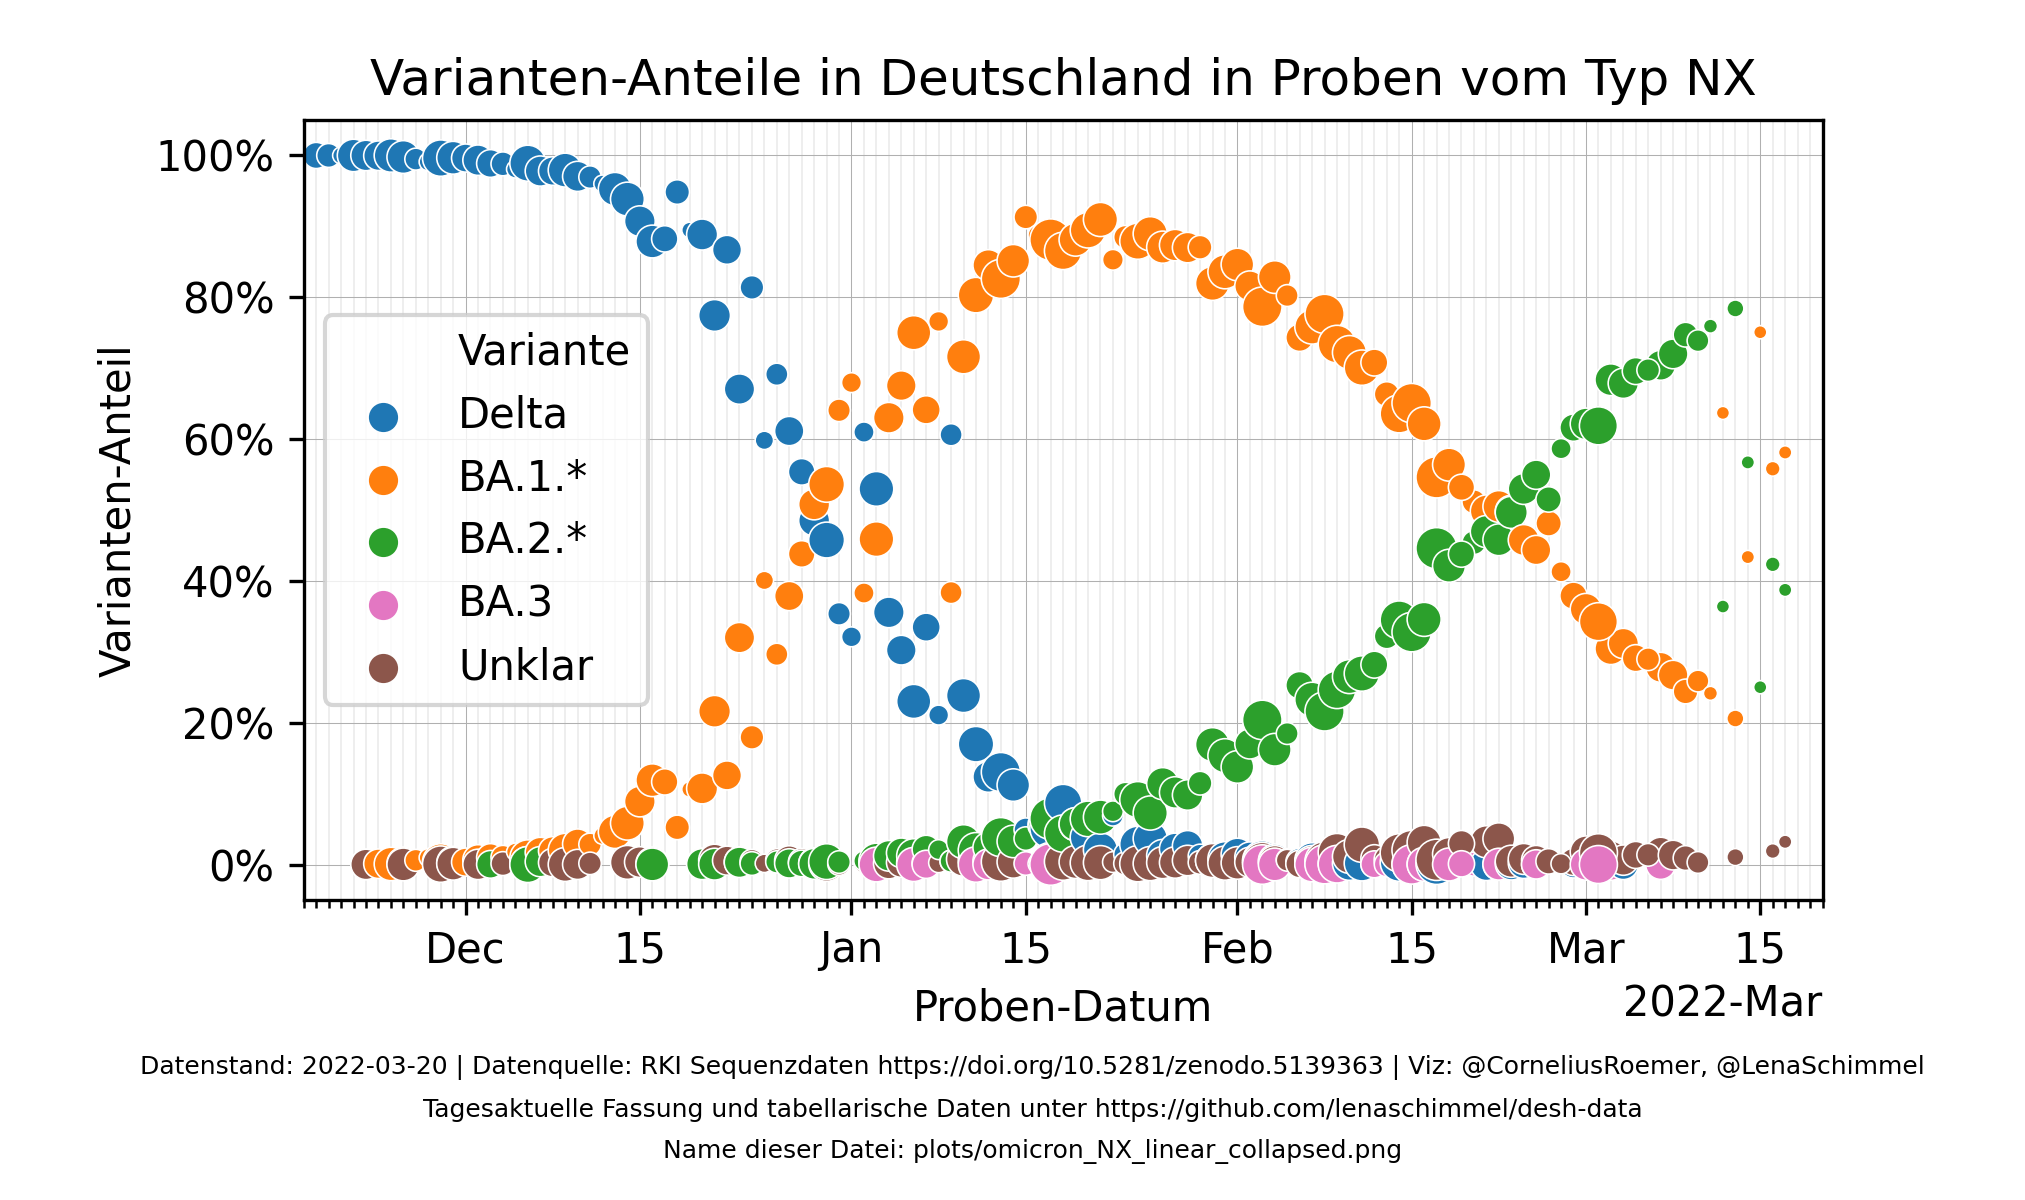 Varianten-Anteile in Deutschland in Proben vom Typ NX
Varianten-Anteil
100%
80%
60%
40%
20%
0%
Variante
Delta
BA.1.*
BA.2.*
BA.3
Unklar
Dec 15 Jan 15 Feb 15 Mar 15
2022-Mar
Proben-Datum
Datenstand: 2022-03-20 | Datenquelle: RKI Sequenzdaten https://doi.org/10.5281/zenodo.5139363 | Viz: @CorneliusRoemer, @LenaSchimmel
Tagesaktuelle Fassung und tabellarische Daten unter https://github.com/lenaschimmel/desh-data
Name dieser Datei: plots/omicron_NX_linear_collapsed.png